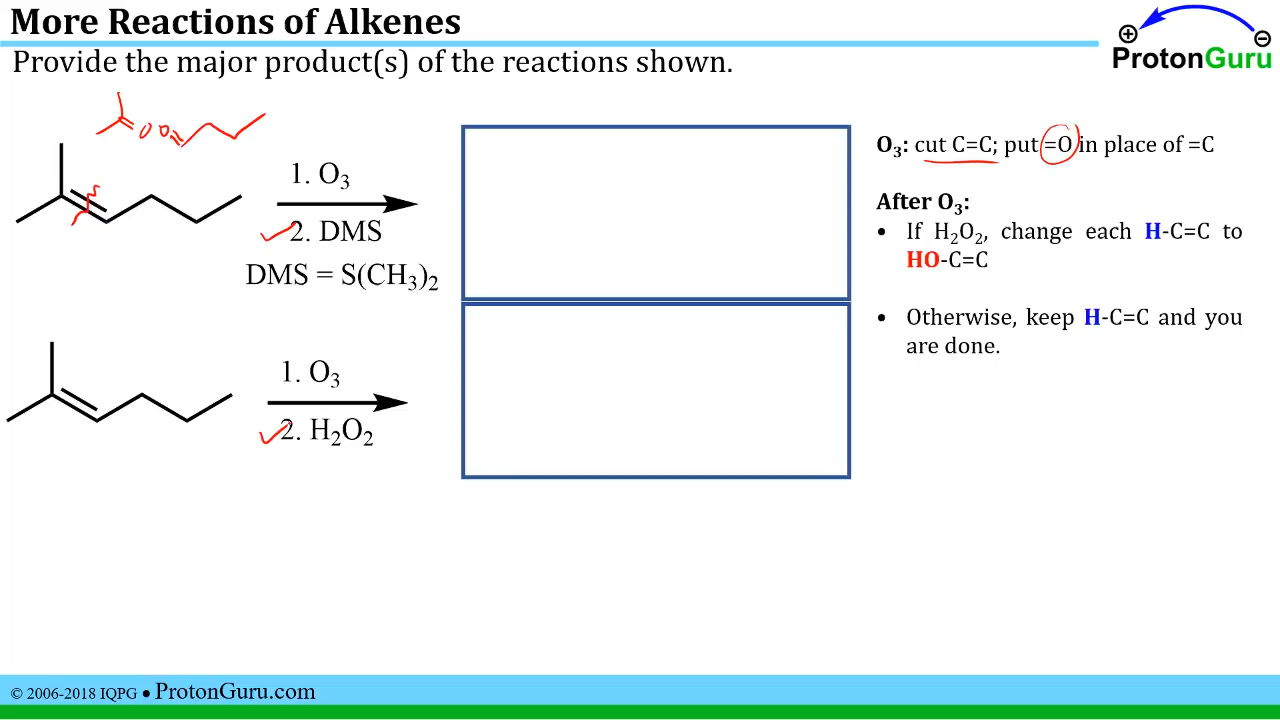 More Reactions of Alkenes
⊕ ⊖
ProtonGuru
Provide the major product(s) of the reactions shown.
O O
1. O₃
2. DMS
DMS = S(CH₃)₂
O₃: cut C=C; put =O in place of =C
After O₃:
• If H₂O₂, change each H-C=C to
HO-C=C
• Otherwise, keep H-C=C and you
are done.
1. O₃
2. H₂O₂
© 2006-2018 IQPG ● ProtonGuru.com